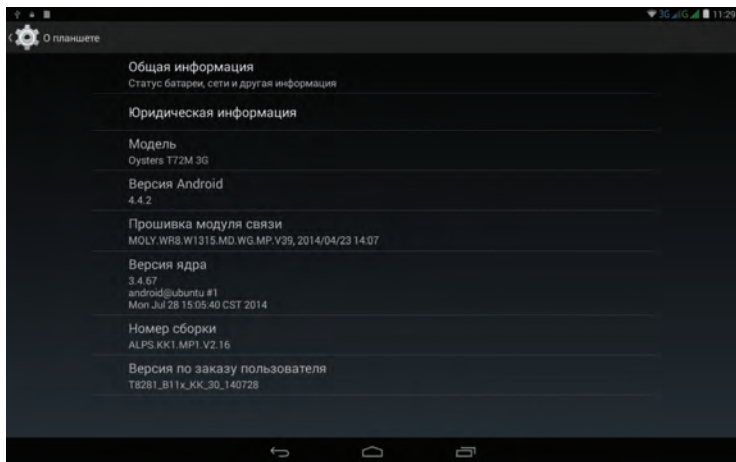 3G G 11:29
О планшете
Общая информация
Статус батареи, сети и другая информация
Юридическая информация
Модель
Oysters T72M 3G
Версия Android
4.4.2
Прошивка модуля связи
MOLY.WR8.W1315.MD.WG.MP.V39, 2014/04/23 14:07
Версия ядра
3.4.67
android@ubuntu #1
Mon Jul 28 15:05:40 CST 2014
Номер сборки
ALPS.KK1.MP1.V2.16
Версия по заказу пользователя
T8281_B11x_KK_30_140728